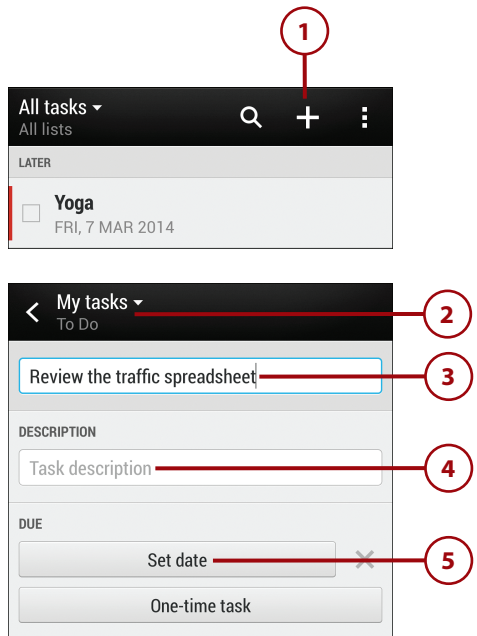 1
All tasks
All lists
LATER
Yoga
FRI, 7 MAR 2014
My tasks
To Do
2
Review the traffic spreadsheet
3
DESCRIPTION
Task description
4
DUE
Set date
5
One-time task